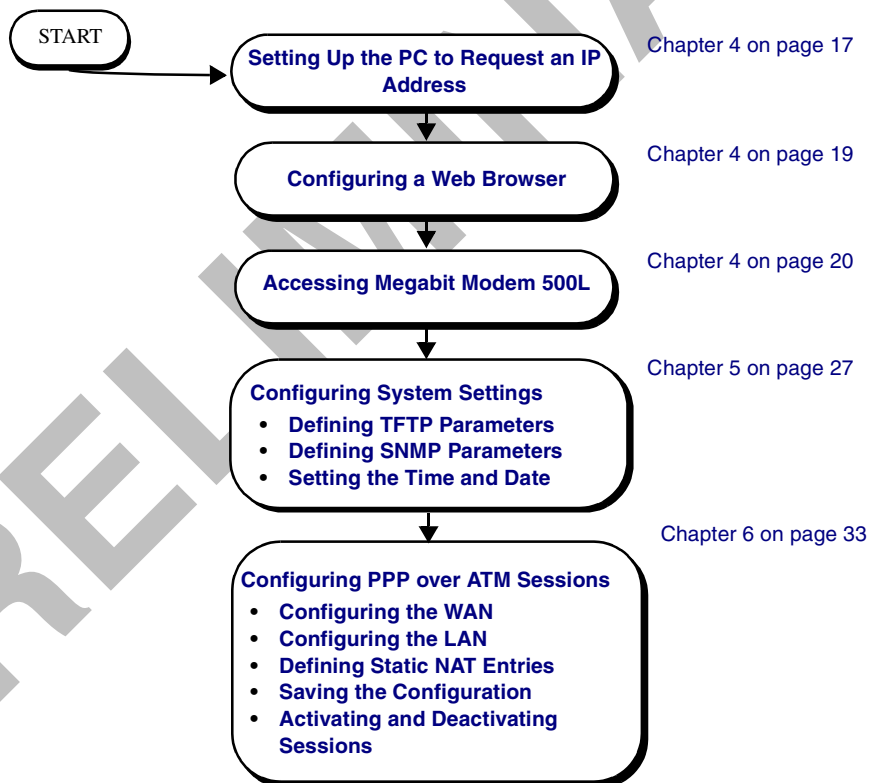 START
Setting Up the PC to Request an IP
Address
Chapter 4 on page 17
Configuring a Web Browser
Chapter 4 on page 19
Accessing Megabit Modem 500L
Chapter 4 on page 20
Configuring System Settings
• Defining TFTP Parameters
• Defining SNMP Parameters
• Setting the Time and Date
Chapter 5 on page 27
Configuring PPP over ATM Sessions
• Configuring the WAN
• Configuring the LAN
• Defining Static NAT Entries
• Saving the Configuration
• Activating and Deactivating
Sessions
Chapter 6 on page 33